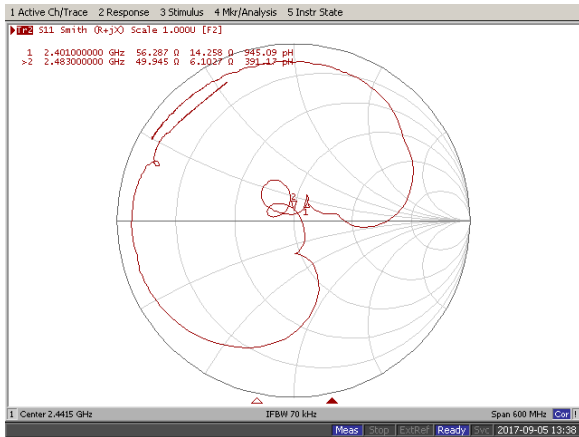 1 Active Ch/Trace 2 Response 3 Stimulus 4 Mkr/Analysis 5 Instr State
Tr2 S11 Smith (R+jX) Scale 1.000U [F2]
1 2.401000000 GHz 56.287 Ω 14.258 Ω 945.09 pH
>2 2.483000000 GHz 49.945 Ω 6.1027 Ω 391.17 pH
2
1
1 Center 2.4415 GHz IFBW 70 kHz Span 600 MHz Cor !
Meas Stop ExtRef Ready Svc 2017-09-05 13:38